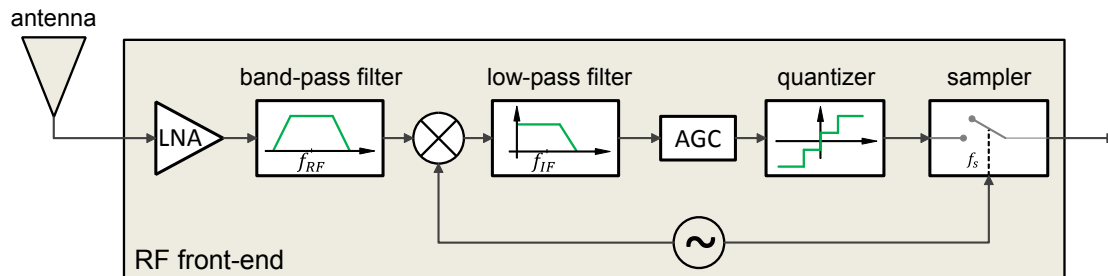 antenna
band-pass filter
low-pass filter
quantizer
sampler
LNA
f_RF
f_IF
AGC
f_s
~
RF front-end